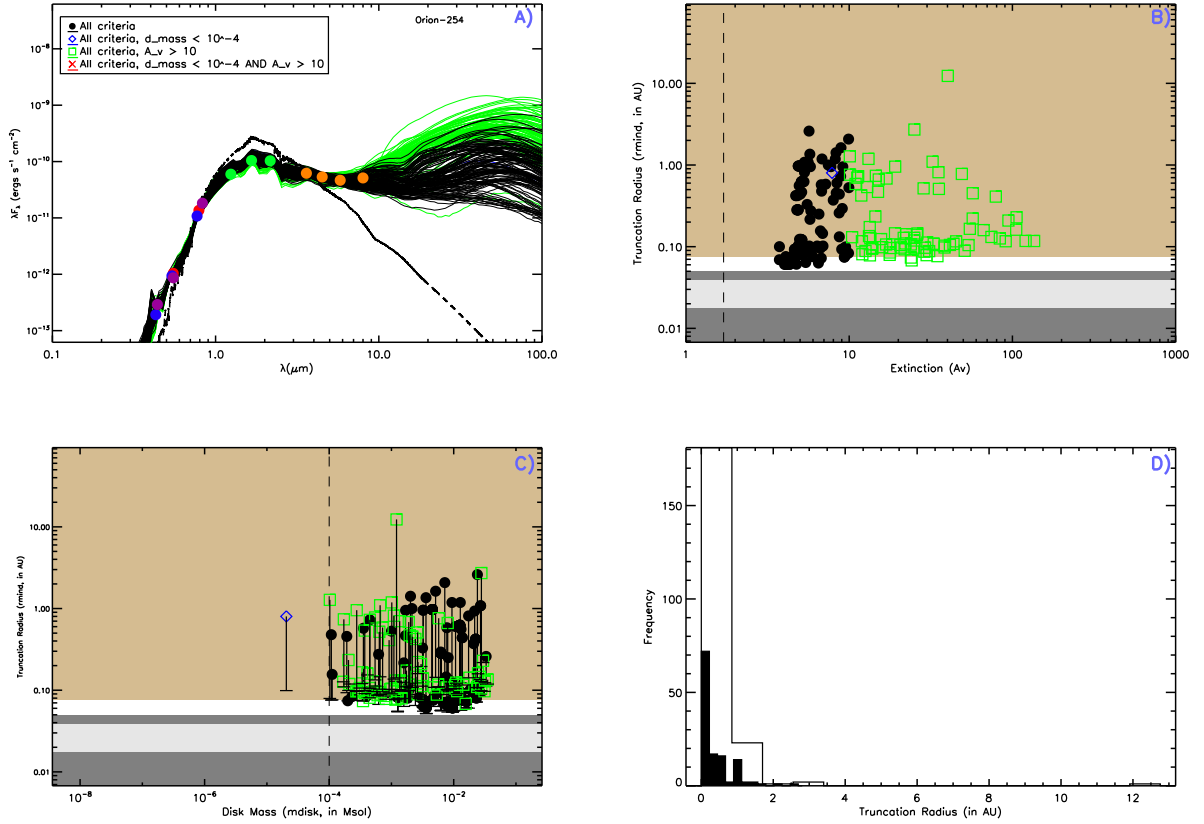 A)
Orion-254
All criteria
All criteria, d_mass < 10^-4
All criteria, A_v > 10
All criteria, d_mass < 10^-4 AND A_v > 10
10⁻⁸
10⁻⁹
10⁻¹⁰
10⁻¹¹
10⁻¹²
10⁻¹³
λFλ (ergs s⁻¹ cm⁻²)
0.1 1.0 10.0 100.0
λ(μm)
B)
10.00
1.00
0.10
0.01
Truncation Radius (rmind, in AU)
1 10 100 1000
Extinction (Av)
C)
10.00
1.00
0.10
0.01
Truncation Radius (rmind, in AU)
10⁻⁸ 10⁻⁶ 10⁻⁴ 10⁻²
Disk Mass (mdisk, in Msol)
D)
150
100
50
0
Frequency
0 2 4 6 8 10 12
Truncation Radius (in AU)